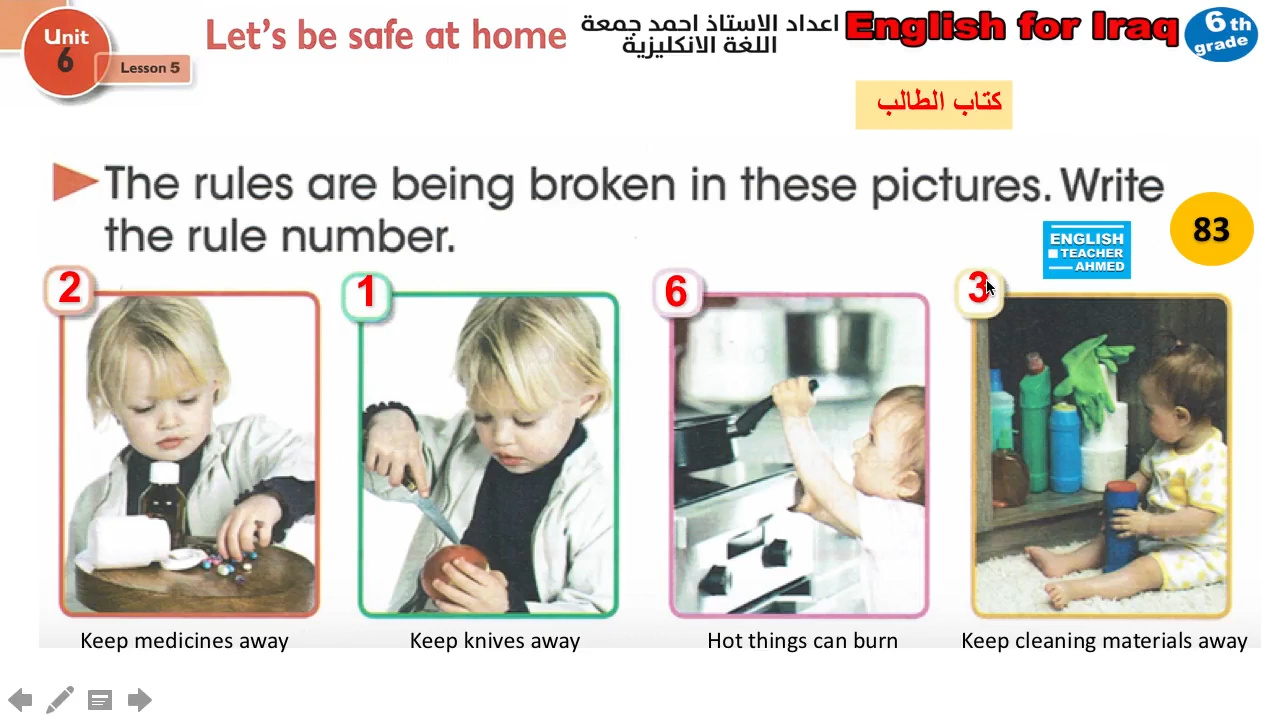 Unit
6
Lesson 5
Let's be safe at home
اعداد الاستاذ احمد جمعة
اللغة الانكليزية
English for Iraq
6 th
grade
كتاب الطالب
The rules are being broken in these pictures. Write
the rule number.
83
ENGLISH
TEACHER
AHMED
2
1
6
3
Keep medicines away
Keep knives away
Hot things can burn
Keep cleaning materials away